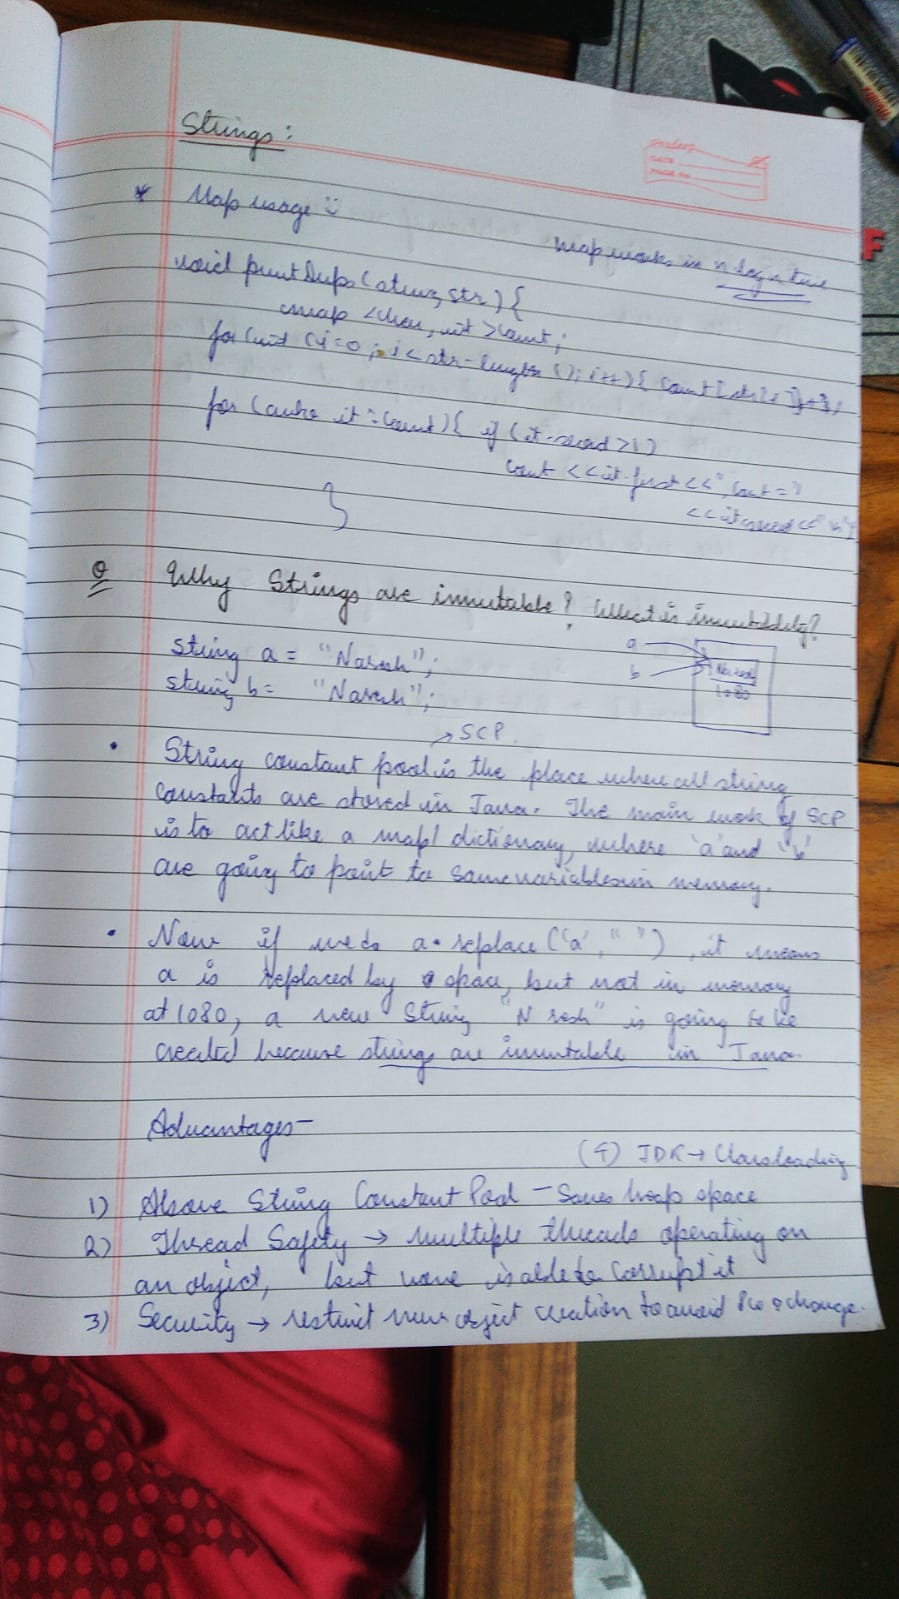 Strings:
* Map usage :-
map works in n log n time
void printDups(string str) {
map <char, int> count;
for (int i=0; i< str.length(); i++) { count[str[i]]++;
for (auto it : count) { if (it.second >1)
cout <<it.first<<", count ="
<<it.second<<" \n";
}
Q Why Strings are immutable? What is immutability?
string a = "Naresh";
string b = "Naresh";
a
b
Naresh
1080
→ SCP.
• String constant pool is the place where all string
constants are stored in Java. The main work of SCP
is to act like a map/ dictionary, where 'a' and 'b'
are going to point to same variables in memory.
• Now if we do a.replace('a', " "), it means
a is replaced by space, but not in memory
at 1080, a new String "N resh" is going to be
created because strings are immutable in Java
Advantages-
(4) JDK → Classloading
1) Above String Constant Pool - Saves heap space
2) Thread Safety → multiple threads operating on
an object, but none is able to corrupt it
3) Security → restrict new object creation to avoid change.